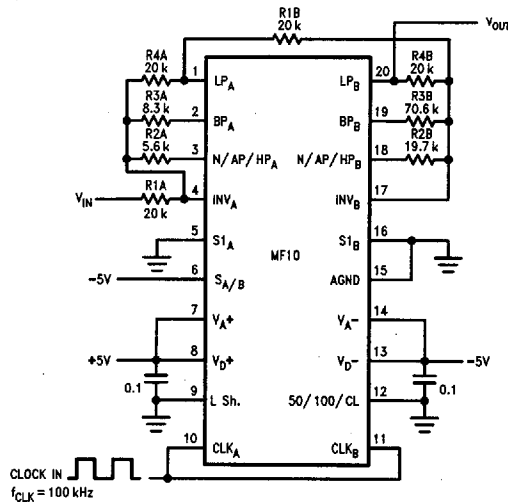 R1B
20 k
VOUT
R4A
20 k
1
LPA
LPB
20
R4B
20 k
R3A
8.3 k
2
BPA
BPB
19
R3B
70.6 k
R2A
5.6 k
3
N/AP/HPA
N/AP/HPB
18
R2B
19.7 k
VIN
R1A
20 k
4
INVA
INVB
17
5
S1A
S1B
16
MF10
-5V
6
SA/B
AGND
15
7
VA+
VA-
14
+5V
8
VD+
VD-
13
-5V
0.1
9
L Sh.
50/100/CL
12
0.1
10
CLKA
CLKB
11
CLOCK IN
fCLK = 100 kHz